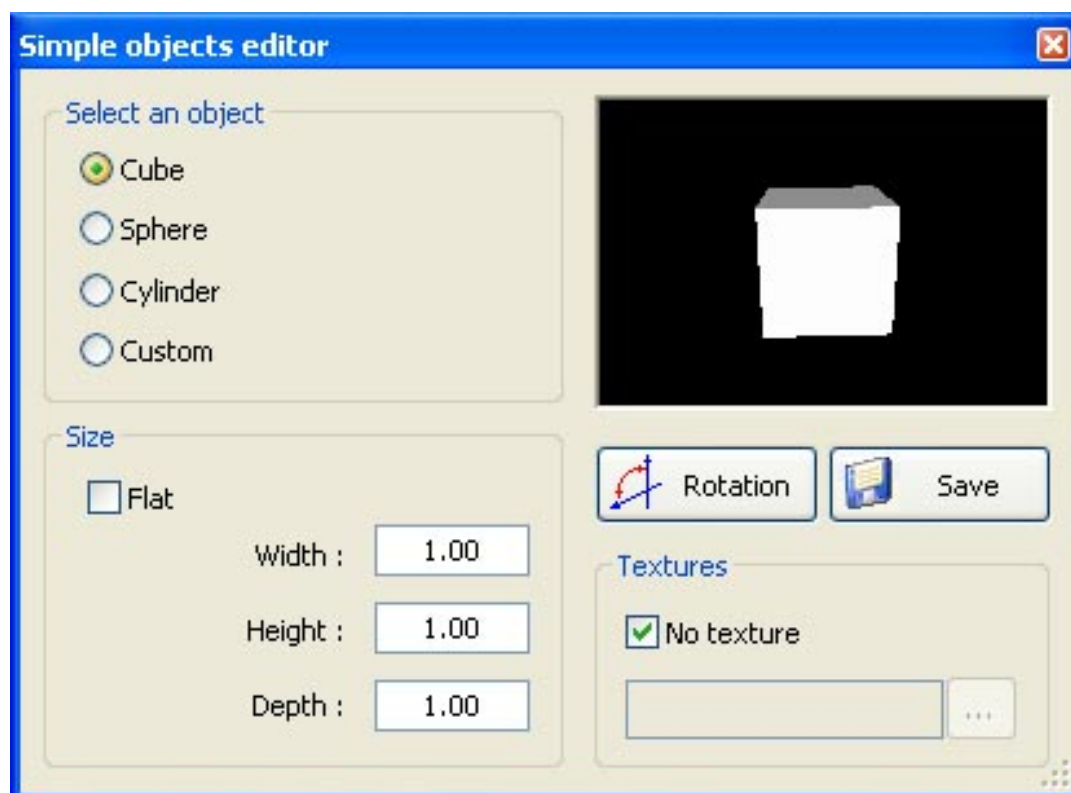 Simple objects editor
Select an object
Cube
Sphere
Cylinder
Custom
Size
Flat
Width : 1.00
Height : 1.00
Depth : 1.00
Rotation
Save
Textures
No texture
...